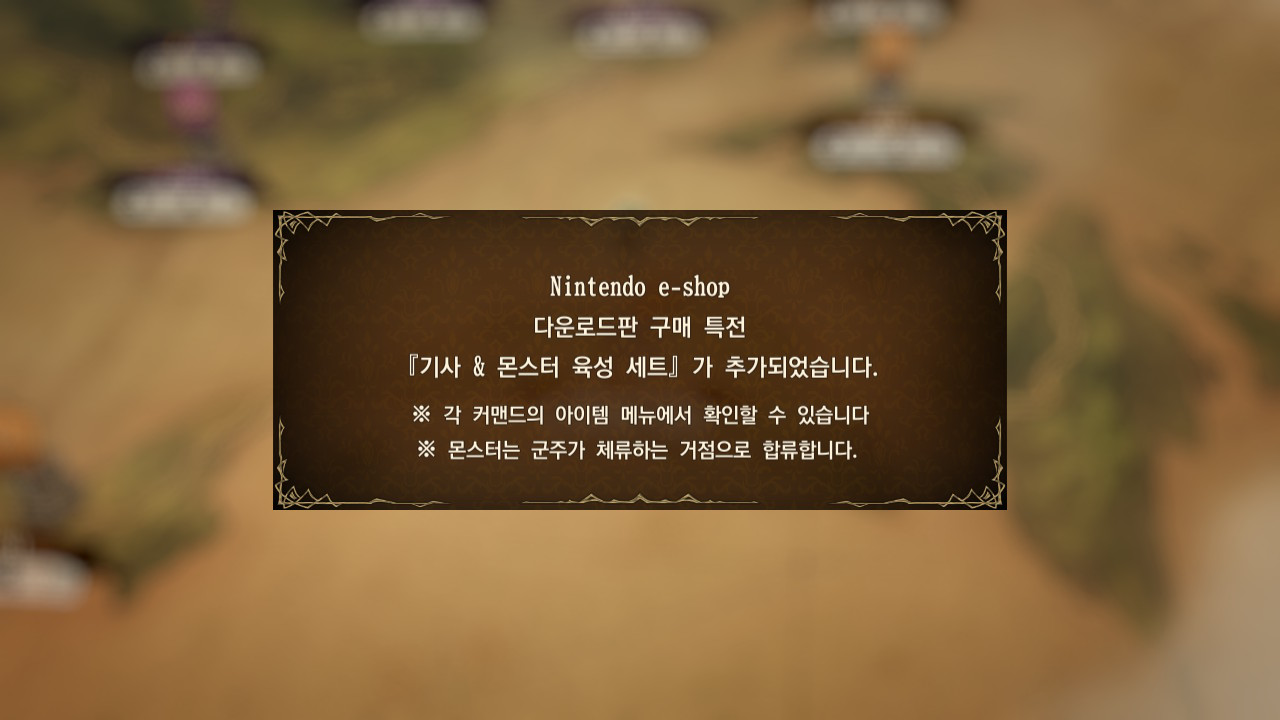 Nintendo e-shop
다운로드판 구매 특전
『기사 & 몬스터 육성 세트』가 추가되었습니다.
※ 각 커맨드의 아이템 메뉴에서 확인할 수 있습니다
※ 몬스터는 군주가 체류하는 거점으로 합류합니다.